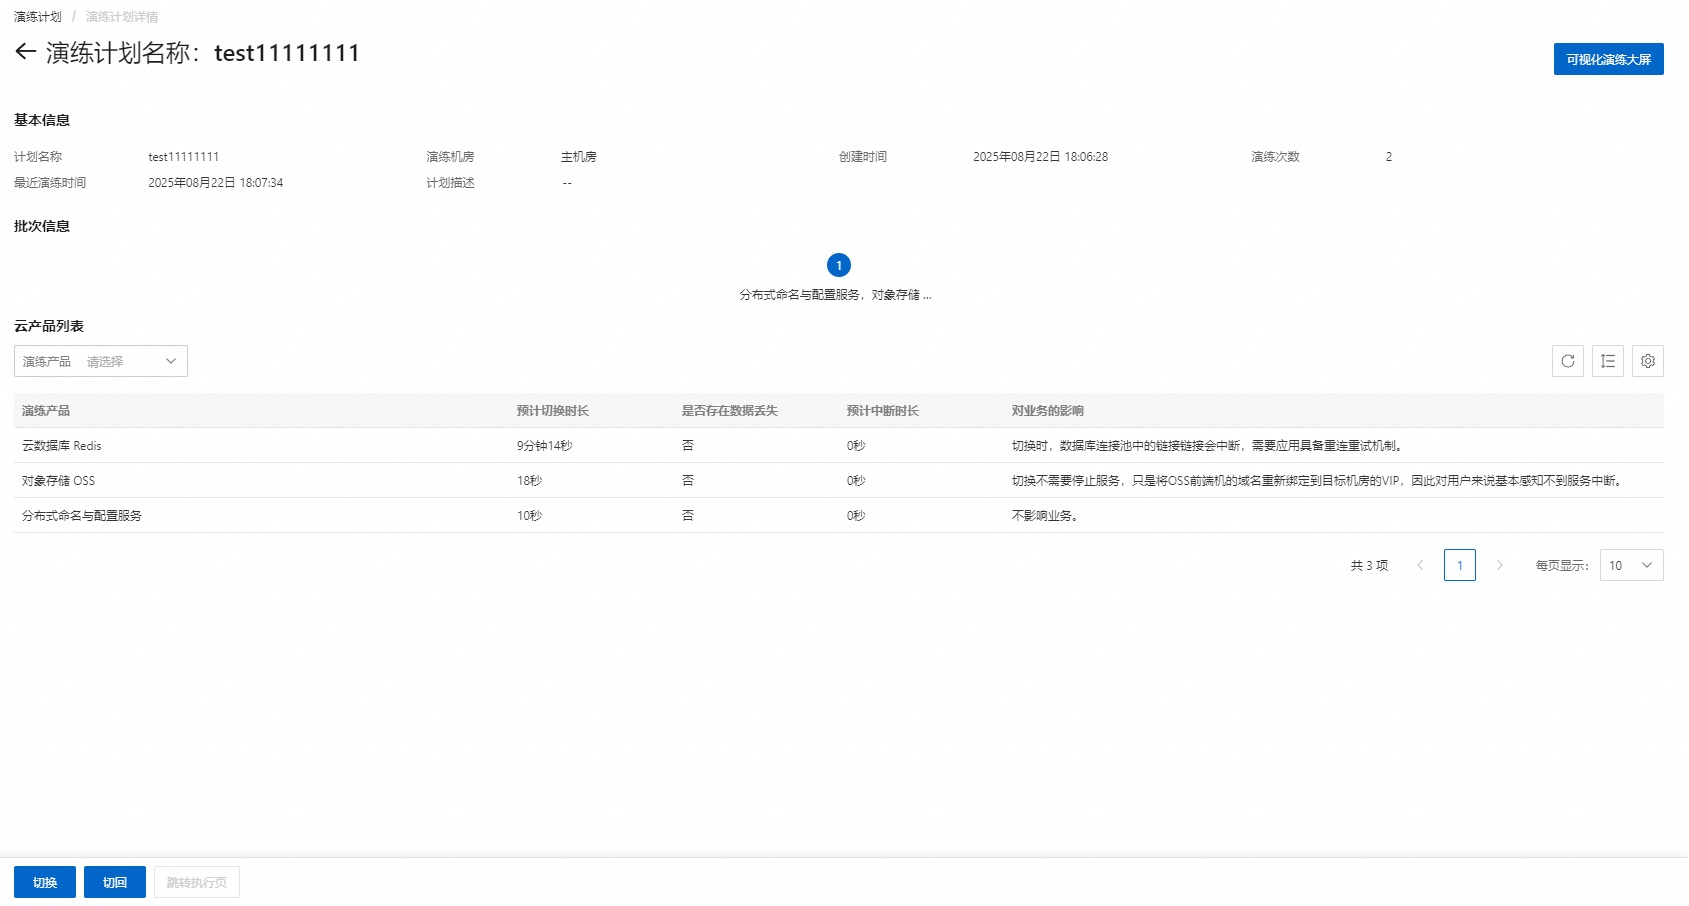 演练计划 / 演练计划详情
演练计划名称：test11111111
可视化演练大屏
基本信息
计划名称 test11111111 演练机房 主机房 创建时间 2025年08月22日 18:06:28 演练次数 2
最近演练时间 2025年08月22日 18:07:34 计划描述 --
批次信息
1
分布式命名与配置服务，对象存储 ...
云产品列表
演练产品 请选择
演练产品 预计切换时长 是否存在数据丢失 预计中断时长 对业务的影响
云数据库 Redis 9分钟14秒 否 0秒 切换时，数据库连接池中的链接链接会中断，需要应用具备重连重试机制。
对象存储 OSS 18秒 否 0秒 切换不需要停止服务，只是将OSS前端机的域名重新绑定到目标机房的VIP，因此对用户来说基本感知不到服务中断。
分布式命名与配置服务 10秒 否 0秒 不影响业务。
共 3 项 1 每页显示： 10
切换 切回 跳转执行页